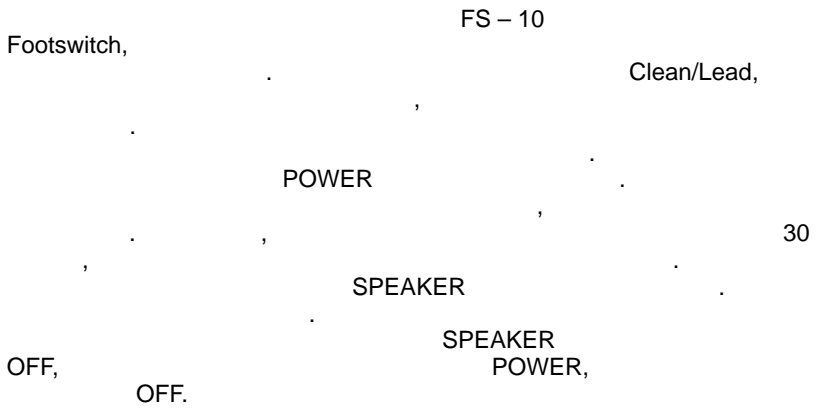 FS – 10
Footswitch,
. Clean/Lead,
,
.
.
POWER .
,
. , 30
, .
SPEAKER .
.
SPEAKER
OFF, POWER,
OFF.